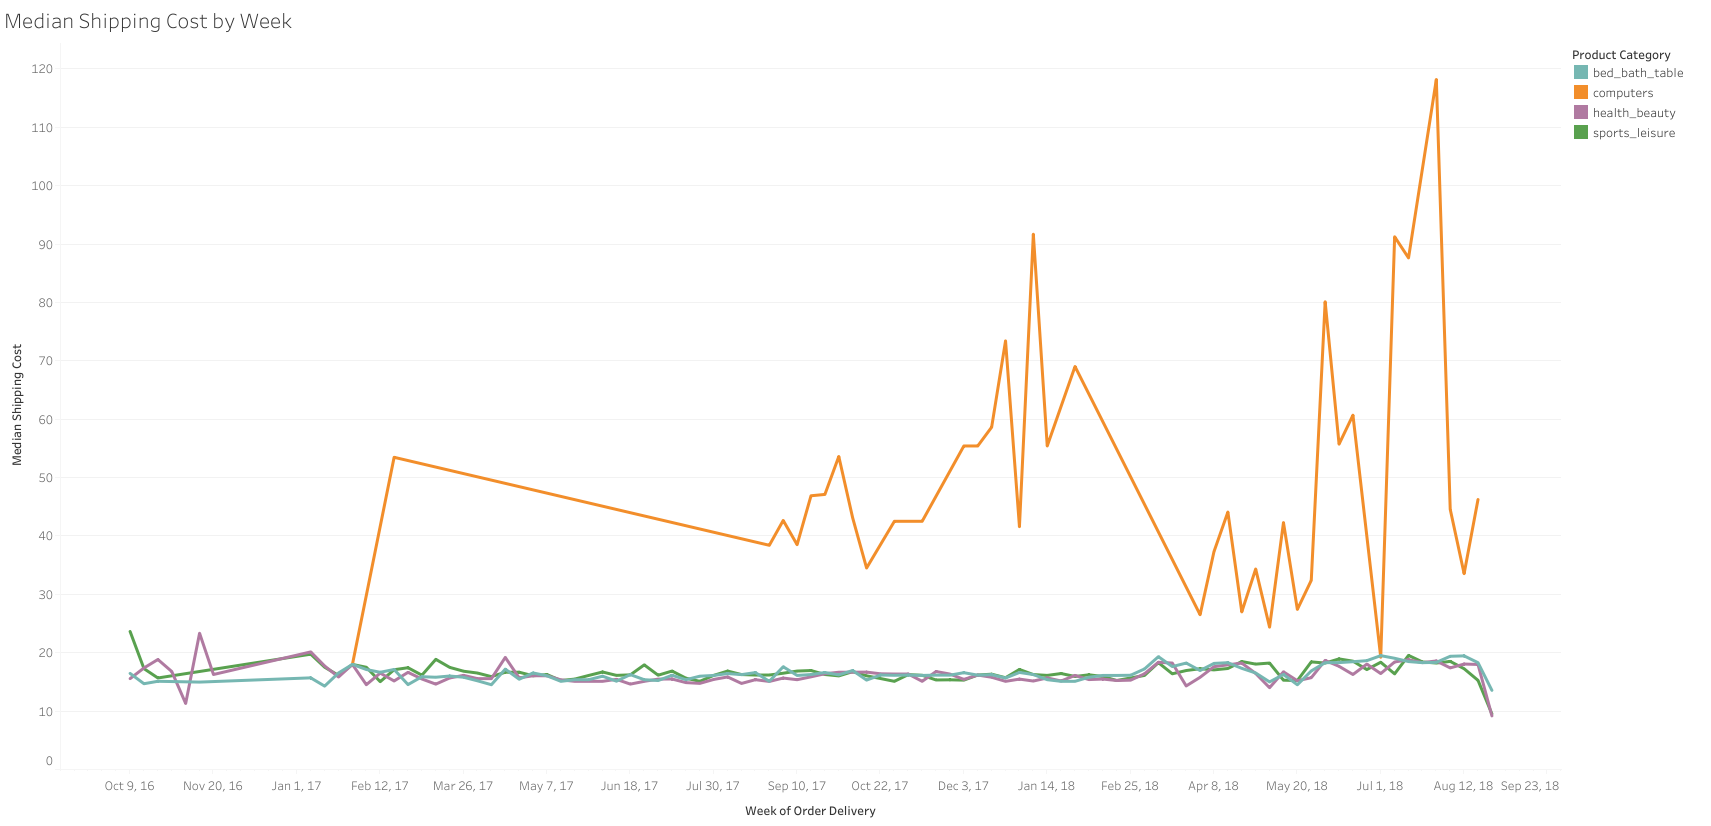 Median Shipping Cost by Week
Product Category
bed_bath_table
computers
health_beauty
sports_leisure
120
110
100
90
80
70
60
50
40
30
20
10
0
Median Shipping Cost
Oct 9, 16
Nov 20, 16
Jan 1, 17
Feb 12, 17
Mar 26, 17
May 7, 17
Jun 18, 17
Jul 30, 17
Sep 10, 17
Oct 22, 17
Dec 3, 17
Jan 14, 18
Feb 25, 18
Apr 8, 18
May 20, 18
Jul 1, 18
Aug 12, 18
Sep 23, 18
Week of Order Delivery